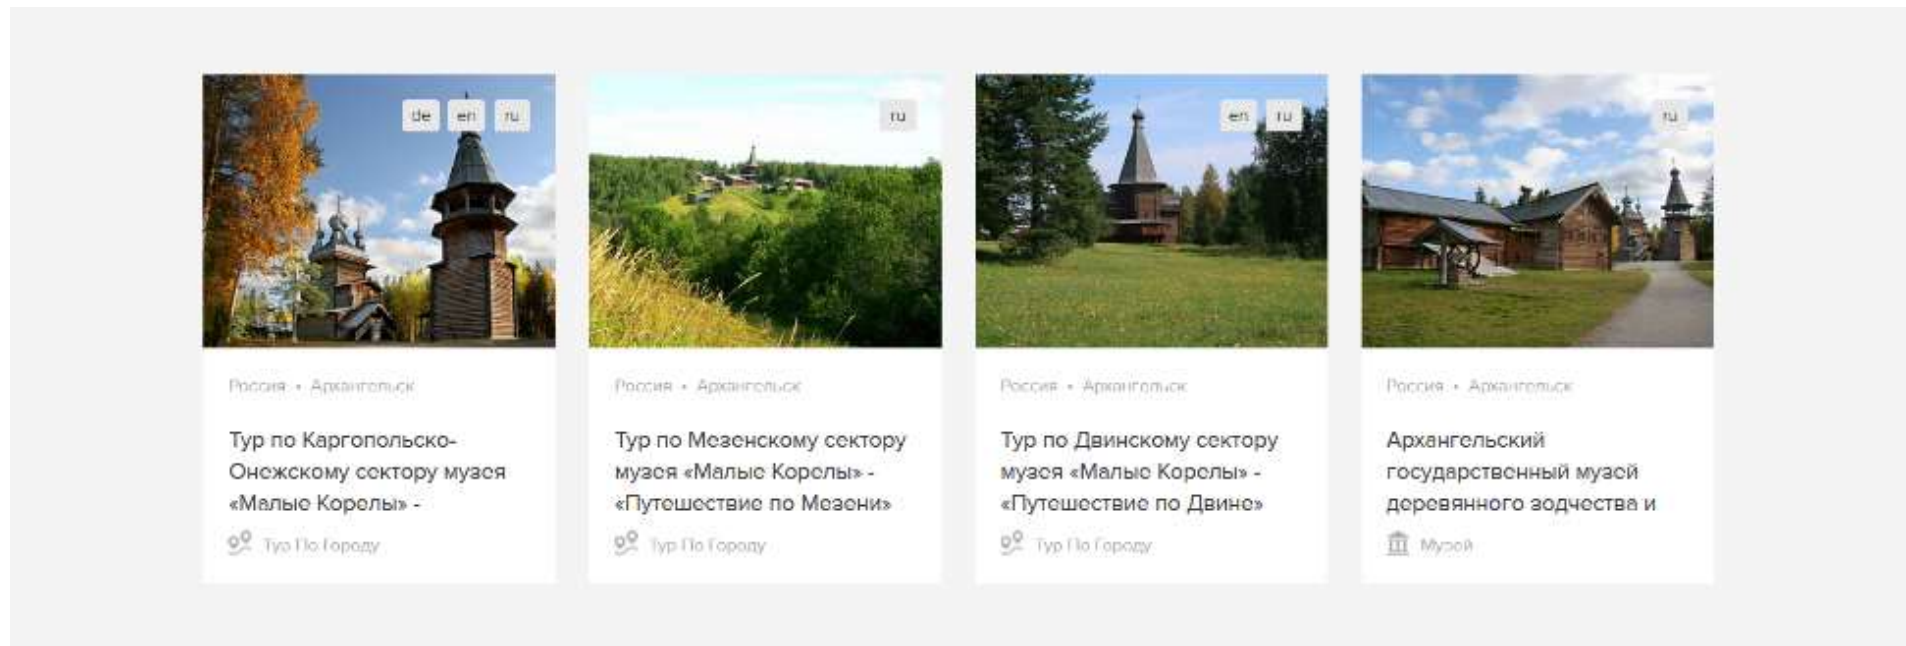 de en ru
Россия • Архангельск
Тур по Каргопольско-
Онежскому сектору музея
«Малые Корелы» -
Тур По Городу
ru
Россия • Архангельск
Тур по Мезенскому сектору
музея «Малые Корелы» -
«Путешествие по Мезени»
Тур По Городу
en ru
Россия • Архангельск
Тур по Двинскому сектору
музея «Малые Корелы» -
«Путешествие по Двине»
Тур По Городу
ru
Россия • Архангельск
Архангельский
государственный музей
деревянного зодчества и
Музей